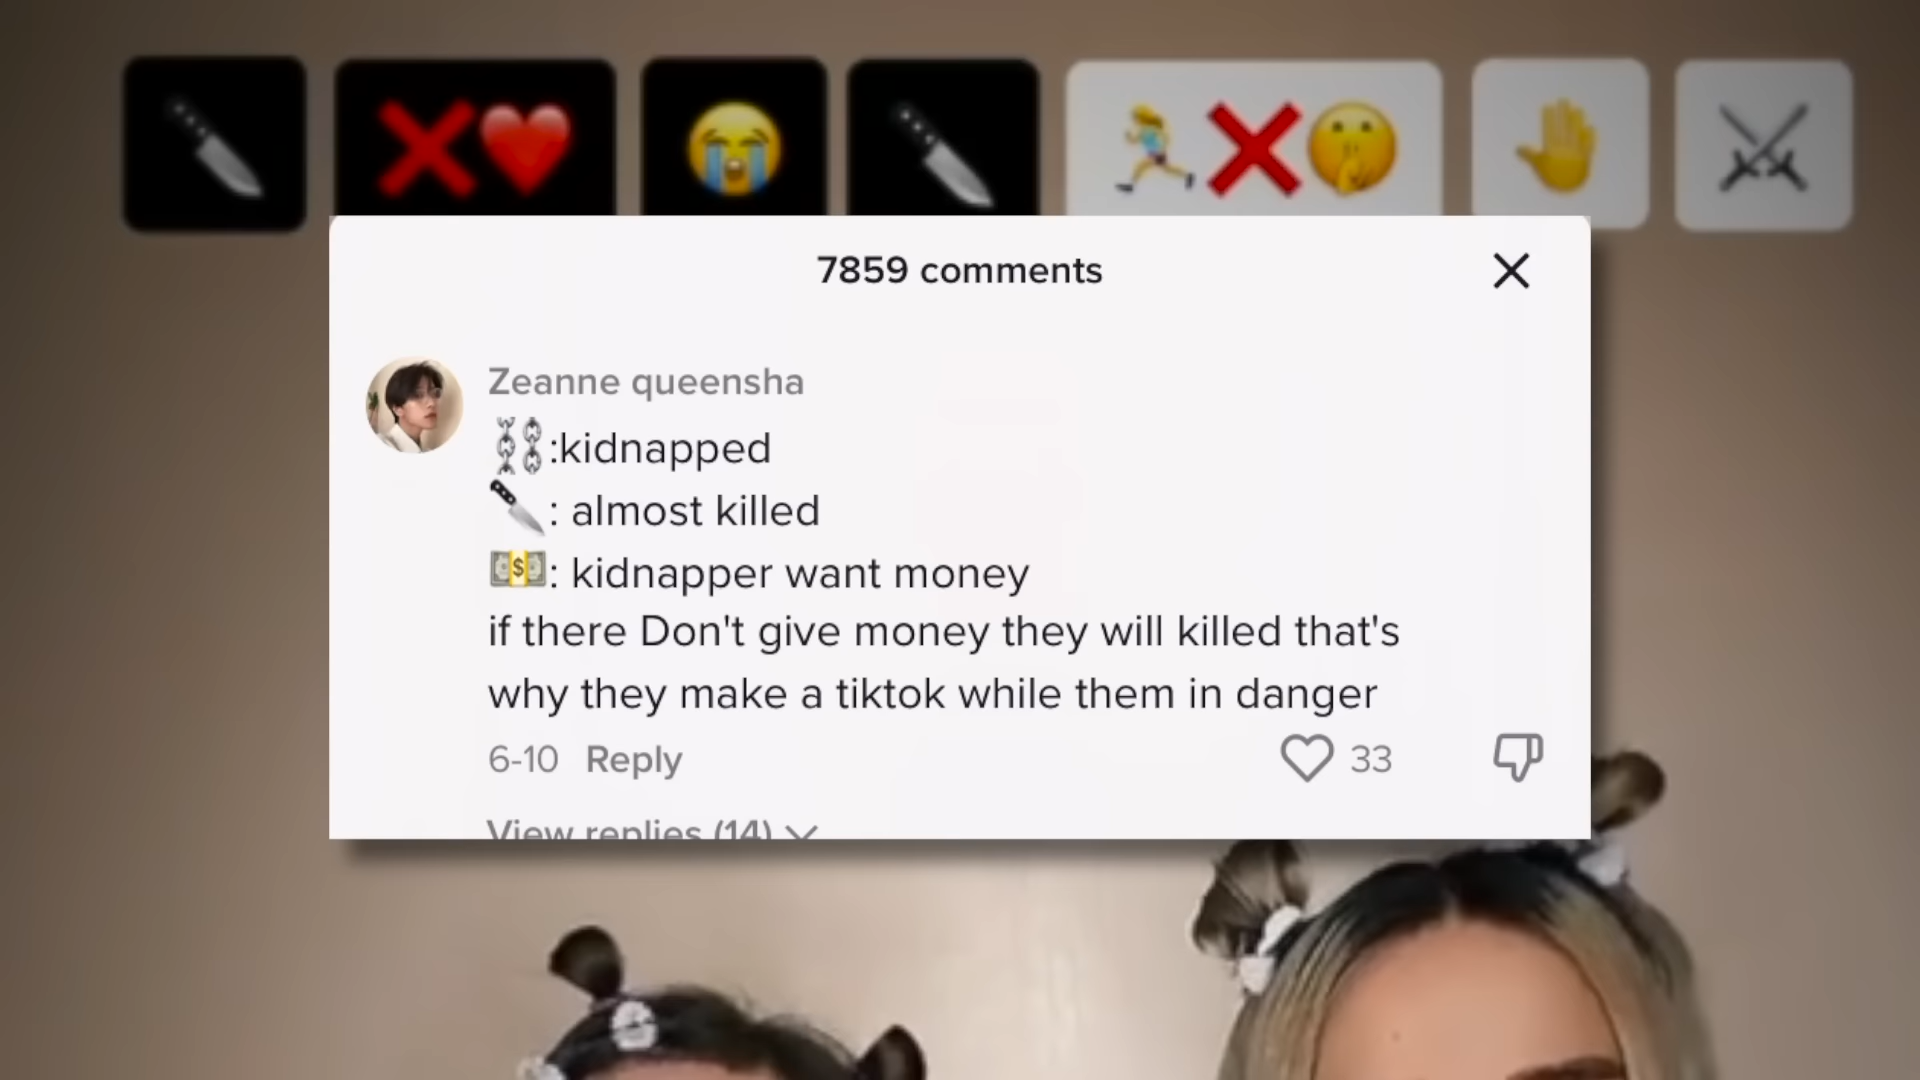 7859 comments
Zeanne queensha
⛓:kidnapped
🔪: almost killed
💵: kidnapper want money
if there Don't give money they will killed that's
why they make a tiktok while them in danger
6-10 Reply 33
View replies (14)